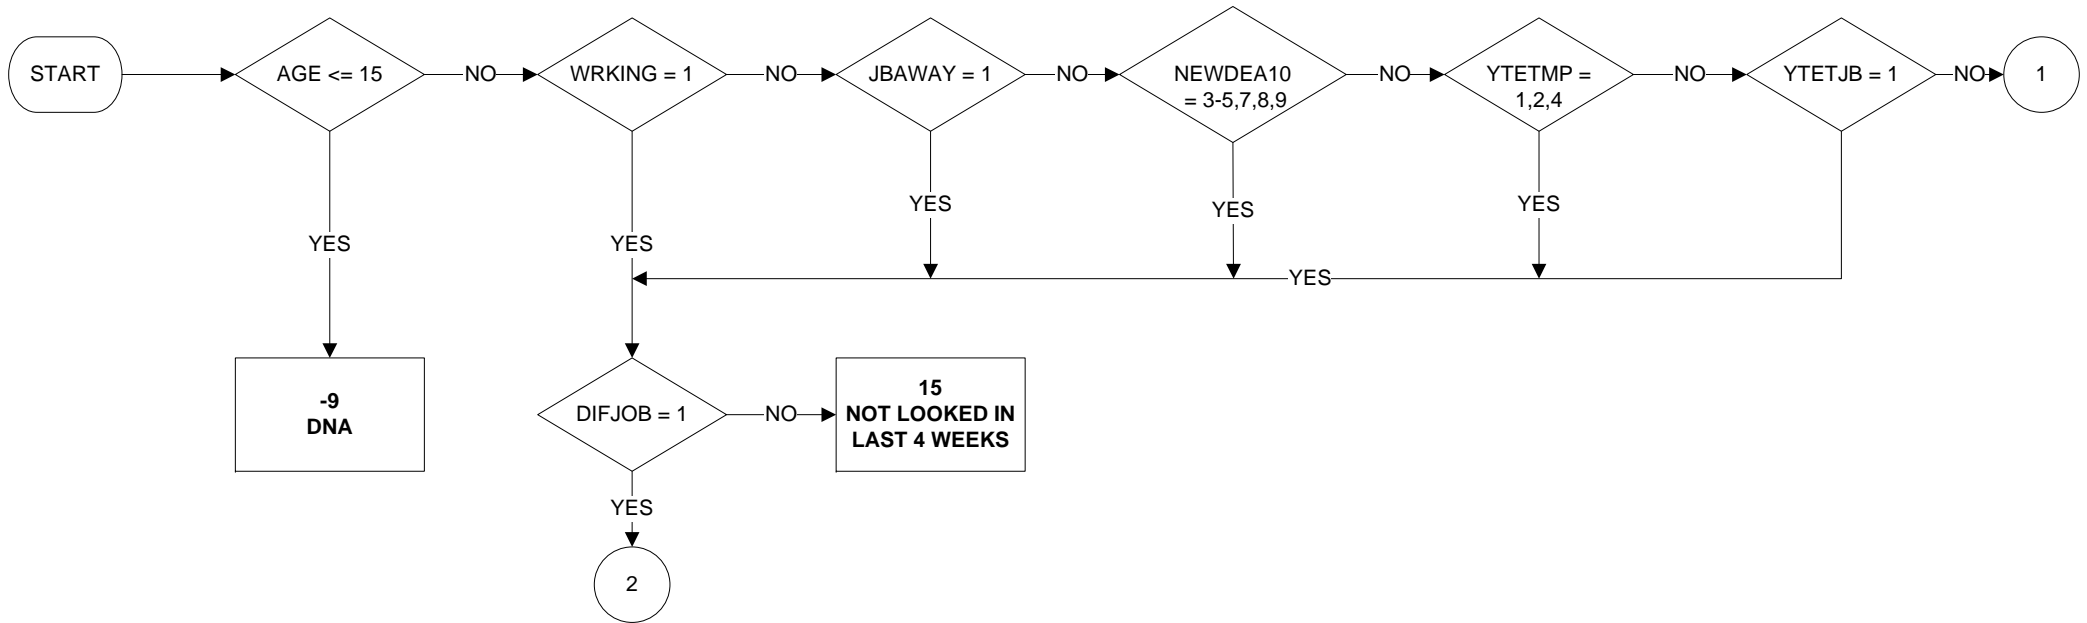 START
AGE <= 15
NO
WRKING = 1
NO
JBAWAY = 1
NO
NEWDEA10
= 3-5,7,8,9
NO
YTETMP =
1,2,4
NO
YTETJB = 1
NO
1
YES
YES
YES
YES
YES
YES
-9
DNA
DIFJOB = 1
NO
15
NOT LOOKED IN
LAST 4 WEEKS
YES
2